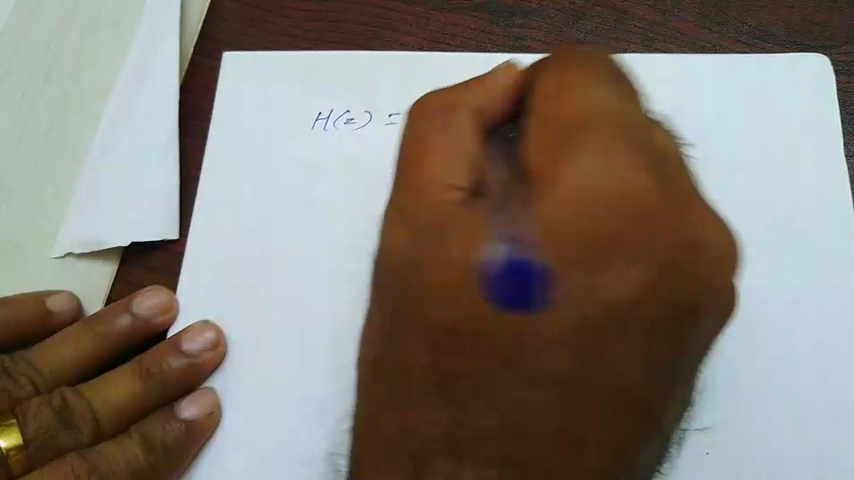 H(z) =